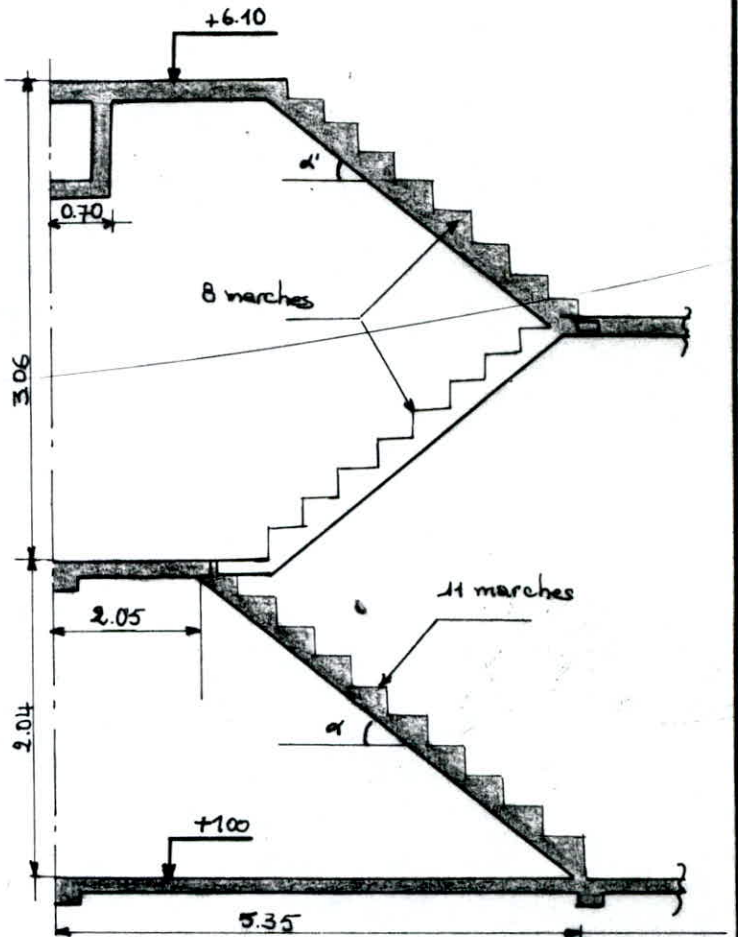 +6.10
α'
0.70
8 marches
3.06
11 marches
2.05
2.04
α
+100
5.35